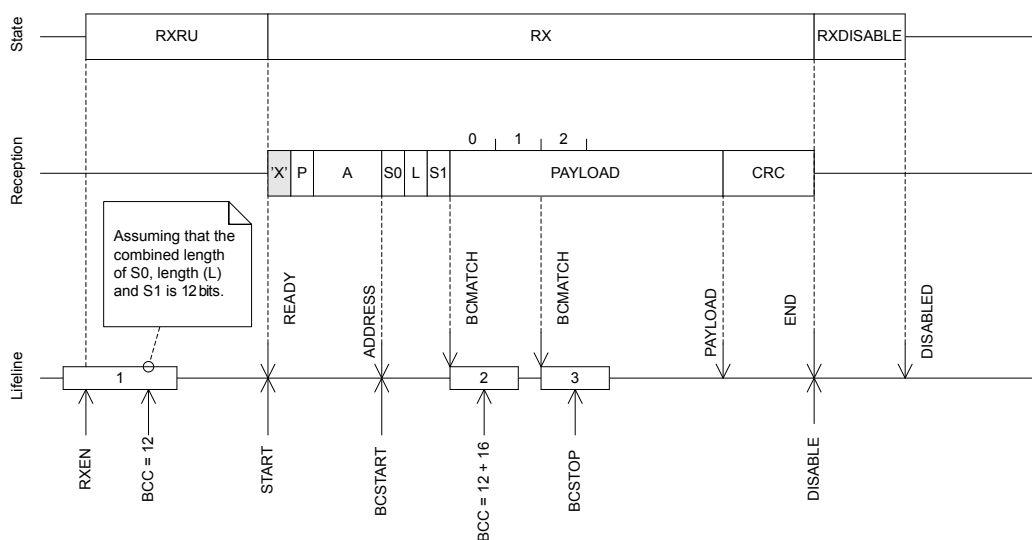 State
RXRU
RX
RXDISABLE
0
1
2
Reception
'X'
P
A
S0
L
S1
PAYLOAD
CRC
Assuming that the
combined length
of S0, length (L)
and S1 is 12 bits.
READY
ADDRESS
BCMATCH
BCMATCH
PAYLOAD
END
DISABLED
Lifeline
1
2
3
RXEN
BCC = 12
START
BCSTART
BCC = 12 + 16
BCSTOP
DISABLE